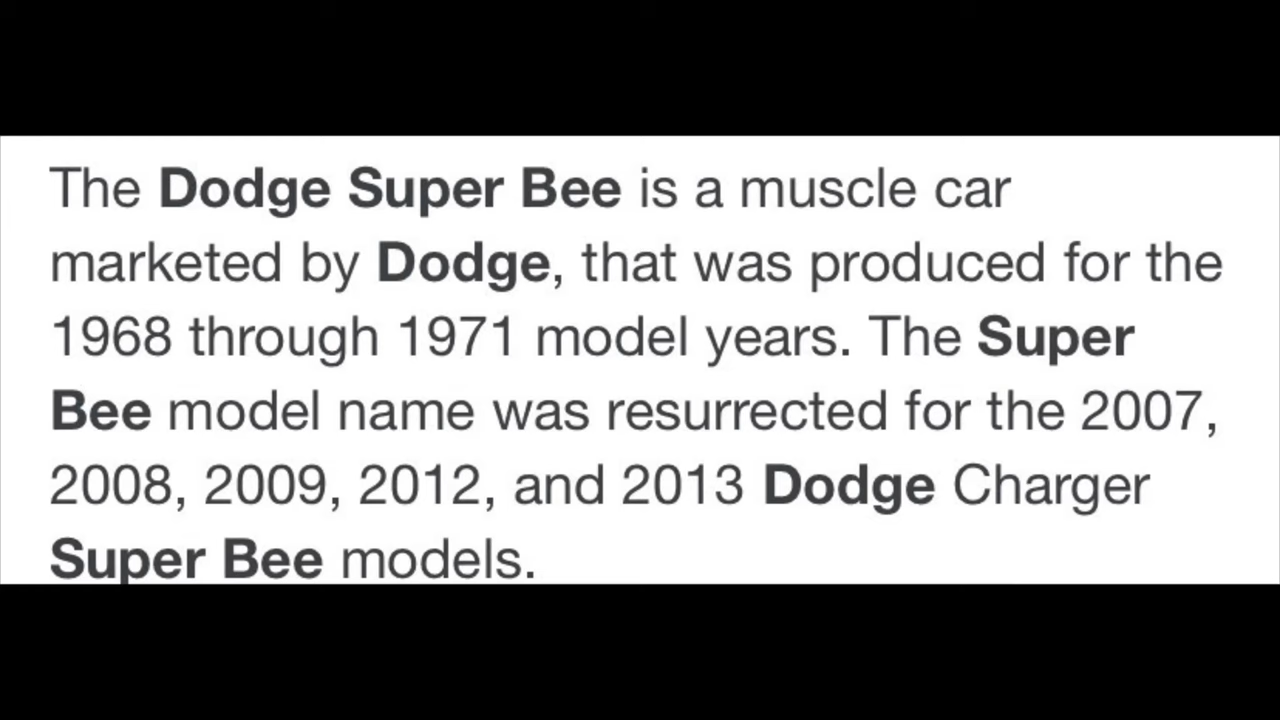 The Dodge Super Bee is a muscle car
marketed by Dodge, that was produced for the
1968 through 1971 model years. The Super
Bee model name was resurrected for the 2007,
2008, 2009, 2012, and 2013 Dodge Charger
Super Bee models.